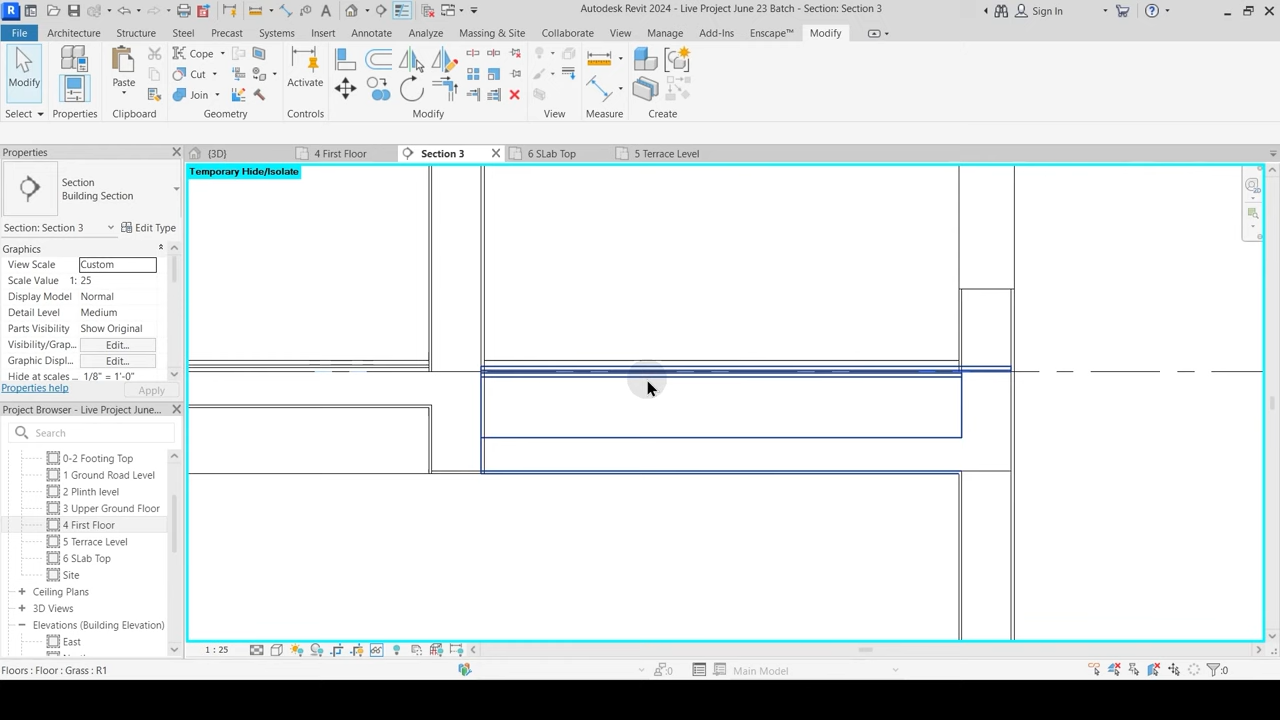 Autodesk Revit 2024 - Live Project June 23 Batch - Section: Section 3
Sign In
File Architecture Structure Steel Precast Systems Insert Annotate Analyze Massing & Site Collaborate View Manage Add-Ins Enscape™ Modify
Modify
Paste
Cope
Cut
Join
Activate
Select Properties Clipboard Geometry Controls Modify View Measure Create
Properties
{3D} 4 First Floor Section 3 6 SLab Top 5 Terrace Level
Temporary Hide/Isolate
Section
Building Section
Section: Section 3 Edit Type
Graphics
View Scale Custom
Scale Value 1: 25
Display Model Normal
Detail Level Medium
Parts Visibility Show Original
Visibility/Grap... Edit...
Graphic Displ... Edit...
Hide at scales ... 1/8" = 1'-0"
Properties help Apply
Project Browser - Live Project June...
Search
0-2 Footing Top
1 Ground Road Level
2 Plinth level
3 Upper Ground Floor
4 First Floor
5 Terrace Level
6 SLab Top
Site
Ceiling Plans
3D Views
Elevations (Building Elevation)
East
1 : 25
Floors : Floor : Grass : R1
:0 Main Model :0